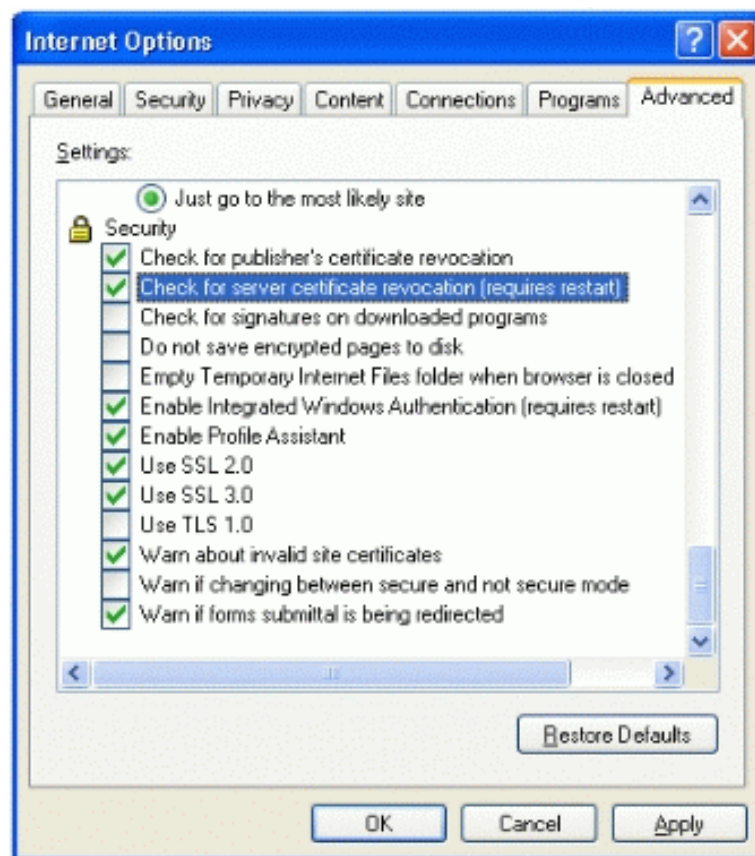 Internet Options
General Security Privacy Content Connections Programs Advanced
Settings:
Just go to the most likely site
Security
Check for publisher's certificate revocation
Check for server certificate revocation (requires restart)
Check for signatures on downloaded programs
Do not save encrypted pages to disk
Empty Temporary Internet Files folder when browser is closed
Enable Integrated Windows Authentication (requires restart)
Enable Profile Assistant
Use SSL 2.0
Use SSL 3.0
Use TLS 1.0
Warn about invalid site certificates
Warn if changing between secure and not secure mode
Warn if forms submittal is being redirected
Restore Defaults
OK Cancel Apply